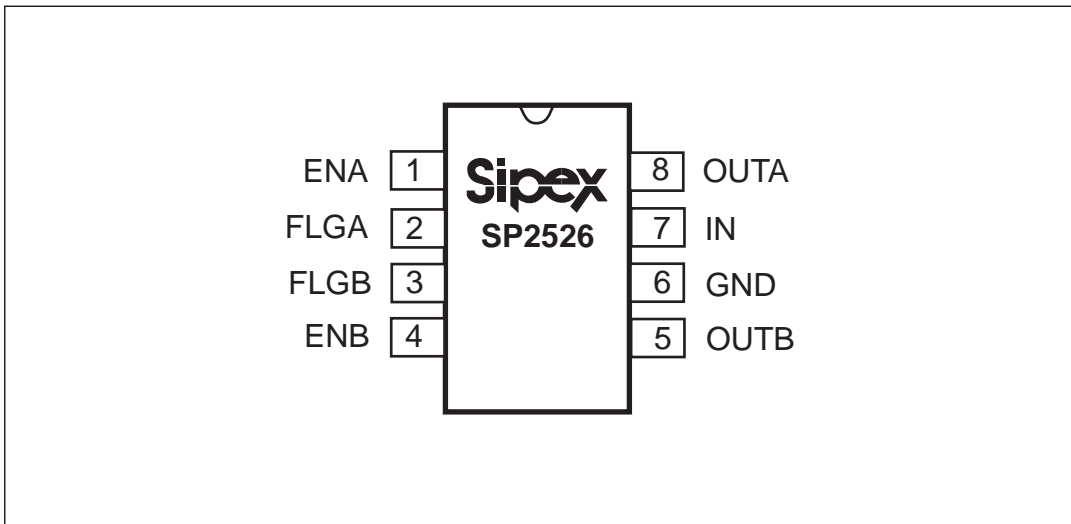 ENA 1
FLGA 2
FLGB 3
ENB 4
Sipex
SP2526
8 OUTA
7 IN
6 GND
5 OUTB